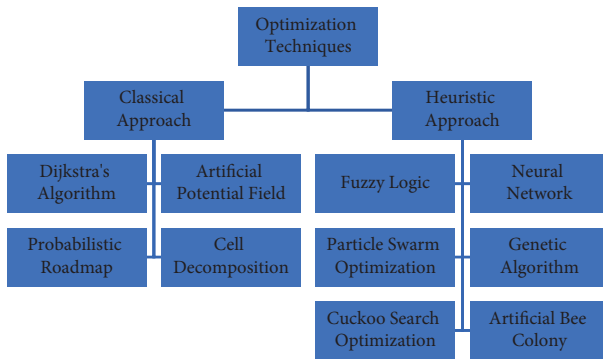 Optimization
Techniques
Classical
Approach
Heuristic
Approach
Dijkstra's
Algorithm
Artificial
Potential Field
Fuzzy Logic
Neural
Network
Probabilistic
Roadmap
Cell
Decomposition
Particle Swarm
Optimization
Genetic
Algorithm
Cuckoo Search
Optimization
Artificial Bee
Colony